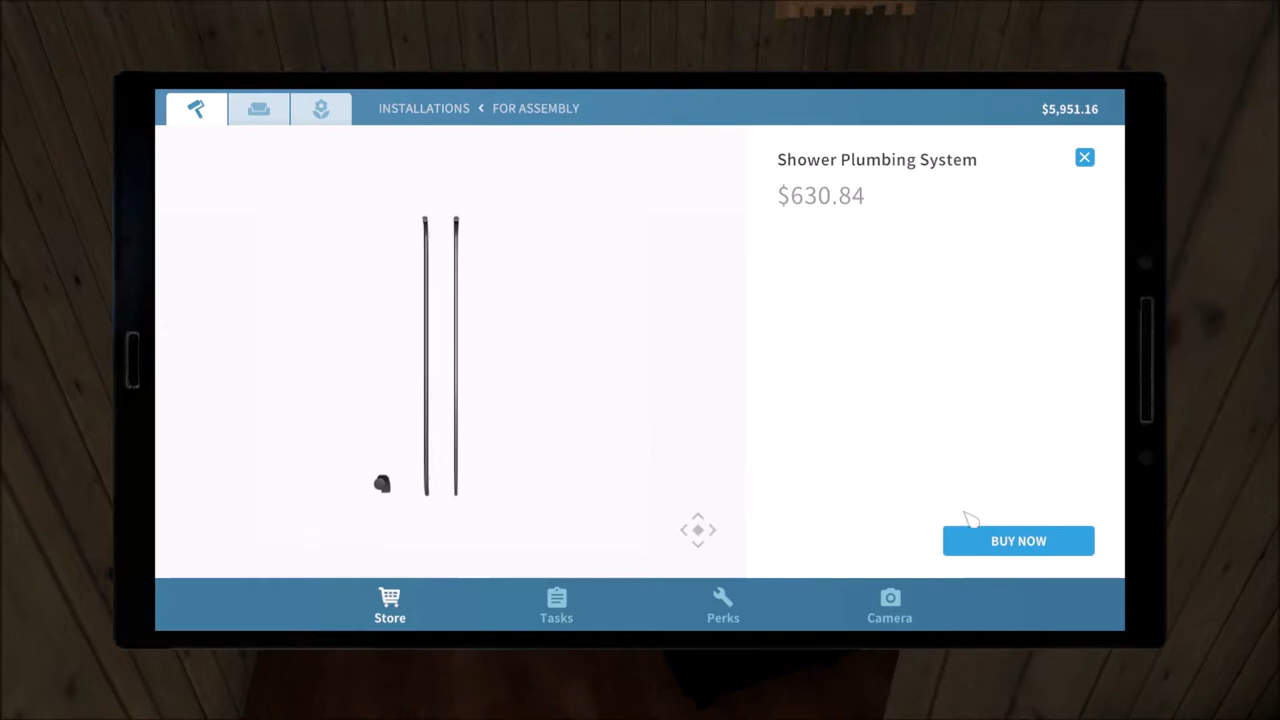 INSTALLATIONS < FOR ASSEMBLY
$5,951.16
Shower Plumbing System
$630.84
BUY NOW
Store
Tasks
Perks
Camera